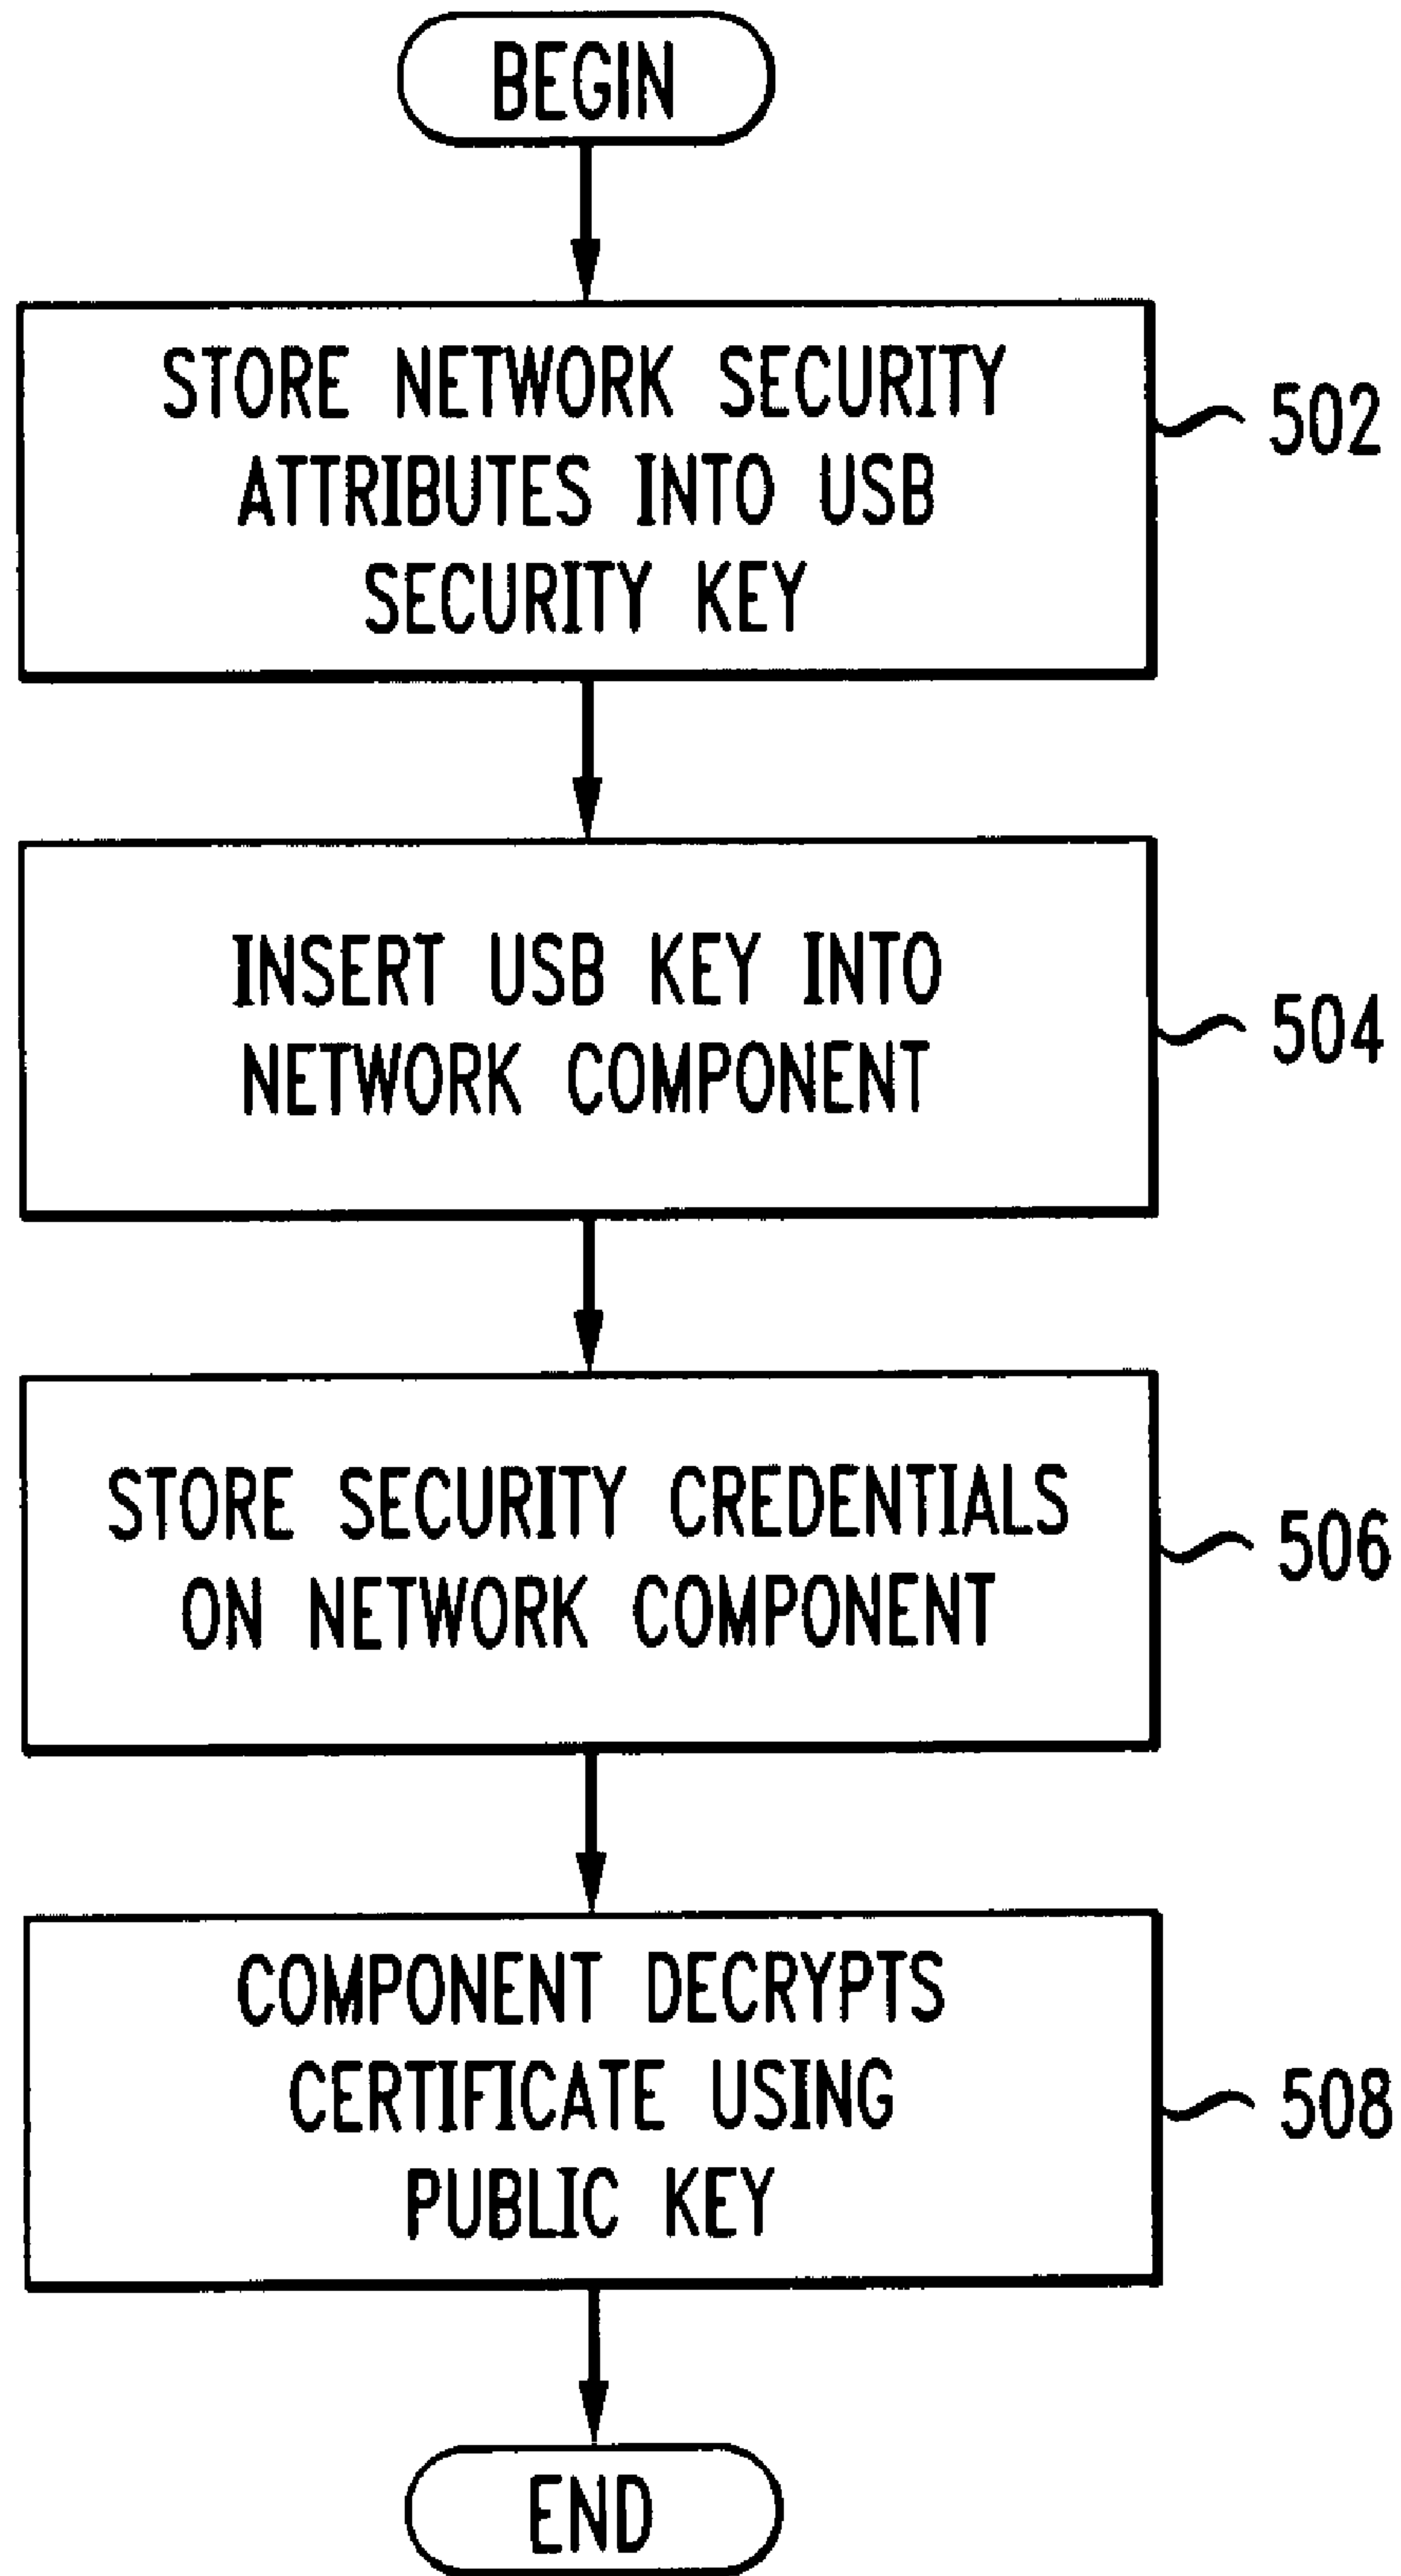 BEGIN
STORE NETWORK SECURITY
ATTRIBUTES INTO USB
SECURITY KEY
502
INSERT USB KEY INTO
NETWORK COMPONENT
504
STORE SECURITY CREDENTIALS
ON NETWORK COMPONENT
506
COMPONENT DECRYPTS
CERTIFICATE USING
PUBLIC KEY
508
END